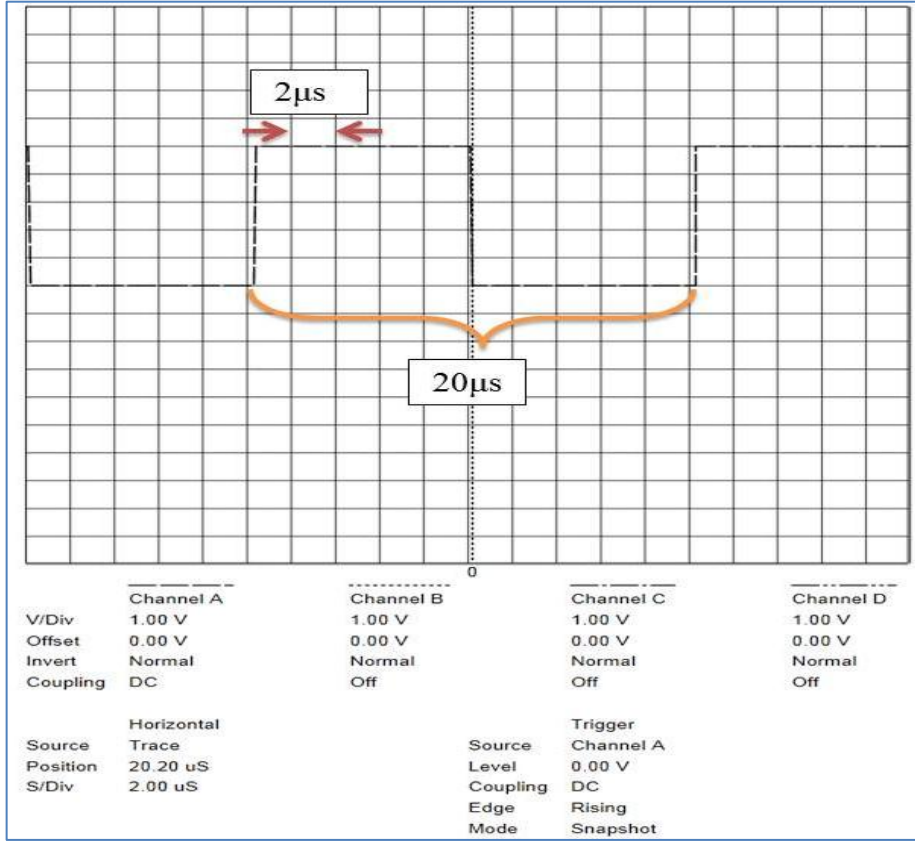 2μs
20μs
0
Channel A Channel B Channel C Channel D
V/Div 1.00 V 1.00 V 1.00 V 1.00 V
Offset 0.00 V 0.00 V 0.00 V 0.00 V
Invert Normal Normal Normal Normal
Coupling DC Off Off Off
Horizontal Trigger
Source Trace Source Channel A
Position 20.20 uS Level 0.00 V
S/Div 2.00 uS Coupling DC
Edge Rising
Mode Snapshot